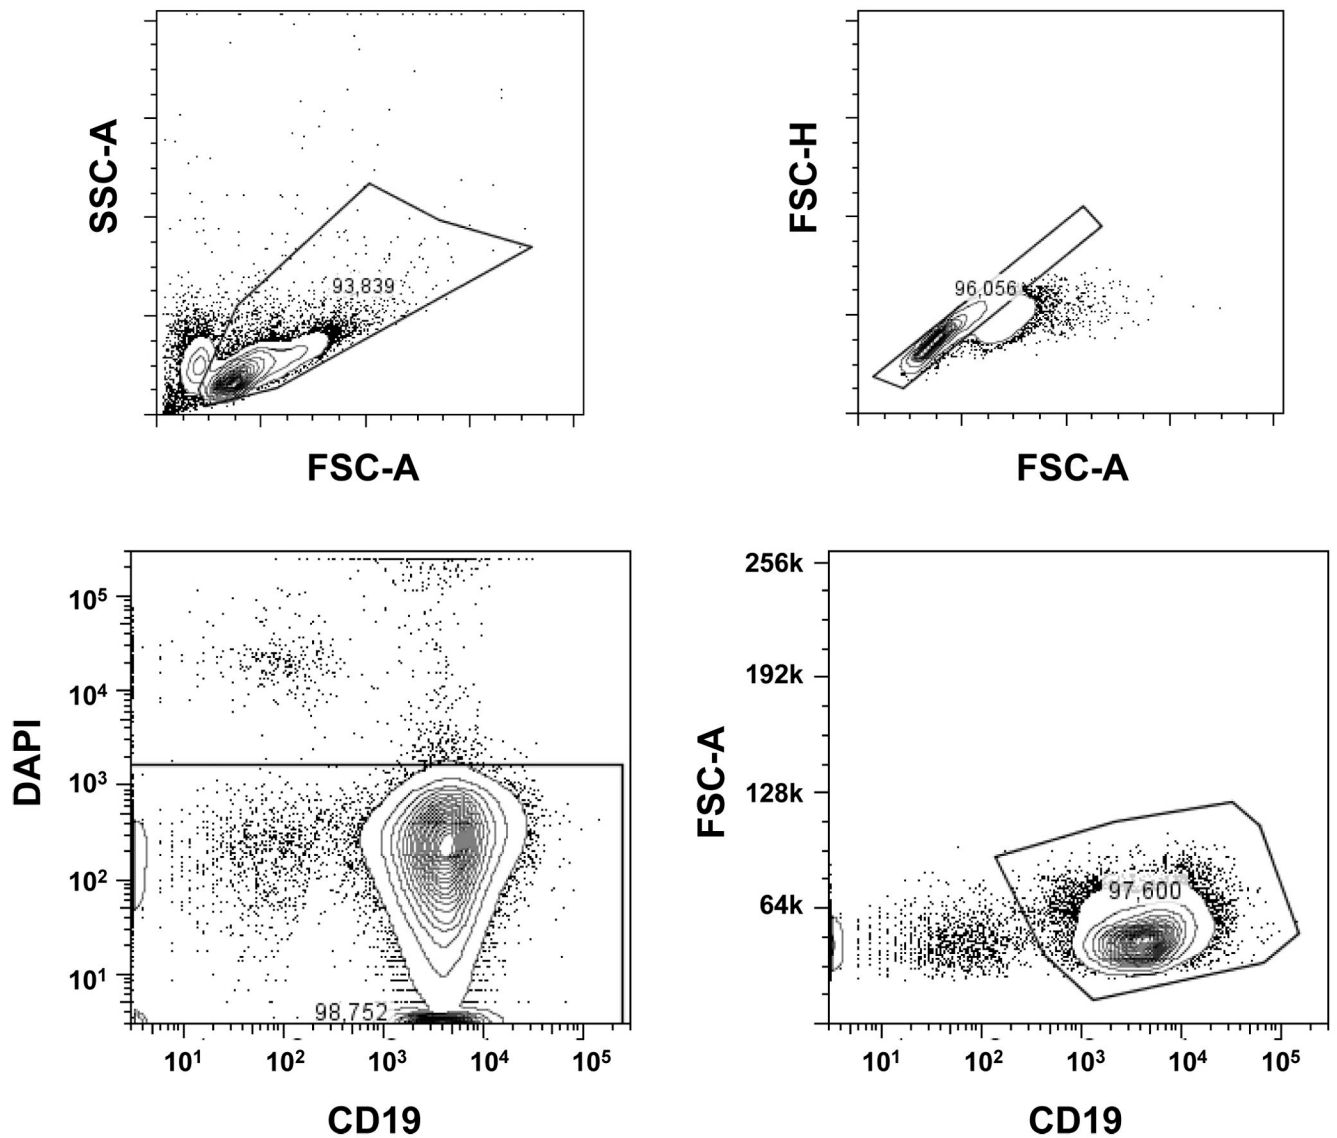 SSC-A
93,839
FSC-A
FSC-H
96,056
FSC-A
DAPI
10⁵
10⁴
10³
10²
10¹
98,752
10¹ 10² 10³ 10⁴ 10⁵
CD19
FSC-A
256k
192k
128k
64k
97,600
10¹ 10² 10³ 10⁴ 10⁵
CD19